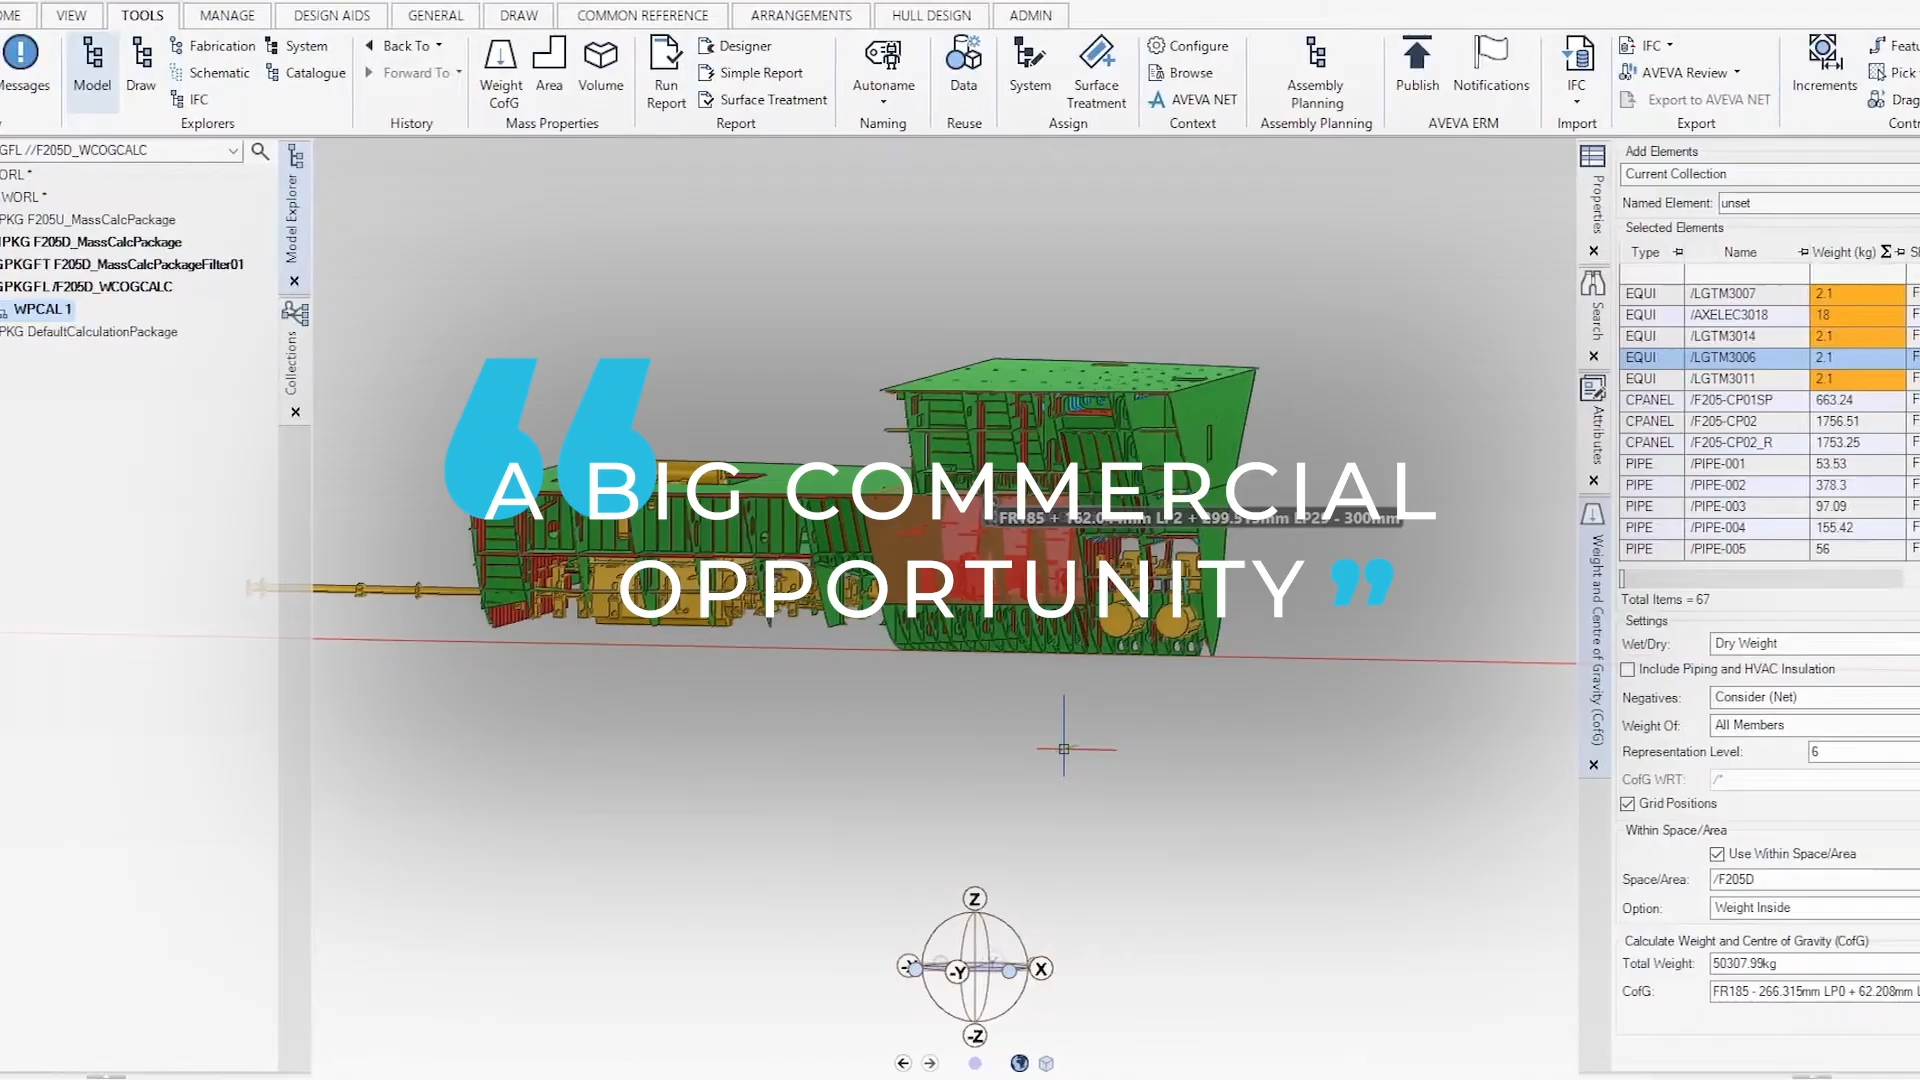 VIEW
TOOLS
MANAGE
DESIGN AIDS
GENERAL
DRAW
COMMON REFERENCE
ARRANGEMENTS
HULL DESIGN
ADMIN
Model
Draw
Fabrication
Schematic
IFC
System
Catalogue
Explorers
Back To
Forward To
History
Weight CofG
Area
Volume
Mass Properties
Run Report
Designer
Simple Report
Surface Treatment
Report
Autoname
Naming
Data
Reuse
System
Surface Treatment
Assign
Configure
Browse
AVEVA NET
Context
Assembly Planning
Assembly Planning
Publish
Notifications
AVEVA ERM
IFC
Import
IFC
AVEVA Review
Export to AVEVA NET
Export
Increments
GFL //F205D_WCOGCALC
ORL *
WORL *
PKG F205U_MassCalcPackage
PKG F205D_MassCalcPackage
GPKGFT F205D_MassCalcPackageFilter01
GPKGFL /F205D_WCOGCALC
WPCAL 1
PKG DefaultCalculationPackage
Model Explorer
Collections
“A BIG COMMERCIAL
OPPORTUNITY”
Z
-Y
X
-Z
Properties
Search
Attributes
Weight and Centre of Gravity (CofG)
Add Elements
Current Collection
Named Element: unset
Selected Elements
Type Name Weight (kg) Σ
EQUI /LGTM3007 2.1
EQUI /AXELEC3018 18
EQUI /LGTM3014 2.1
EQUI /LGTM3006 2.1
EQUI /LGTM3011 2.1
CPANEL /F205-CP01SP 663.24
CPANEL /F205-CP02 1756.51
CPANEL /F205-CP02_R 1753.25
PIPE /PIPE-001 53.53
PIPE /PIPE-002 378.3
PIPE /PIPE-003 97.09
PIPE /PIPE-004 155.42
PIPE /PIPE-005 56
Total Items = 67
Settings
Wet/Dry: Dry Weight
Include Piping and HVAC Insulation
Negatives: Consider (Net)
Weight Of: All Members
Representation Level: 6
CofG WRT: /*
Grid Positions
Within Space/Area
Use Within Space/Area
Space/Area: /F205D
Option: Weight Inside
Calculate Weight and Centre of Gravity (CofG)
Total Weight: 50307.99kg
CofG: FR185 - 266.315mm LP0 + 62.208mm